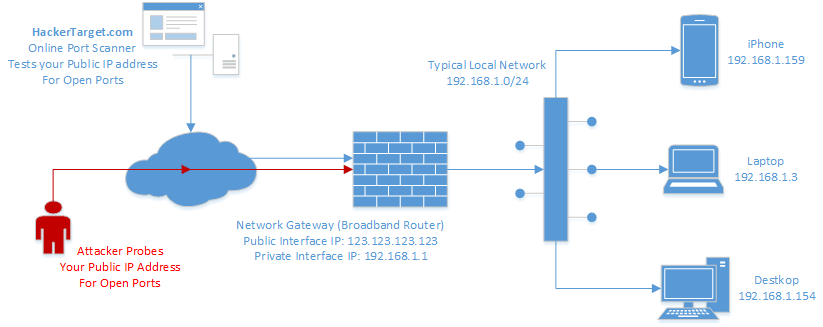 HackerTarget.com
Online Port Scanner
Tests your Public IP address
For Open Ports
Typical Local Network
192.168.1.0/24
iPhone
192.168.1.159
Laptop
192.168.1.3
Network Gateway (Broadband Router)
Public Interface IP: 123.123.123.123
Private Interface IP: 192.168.1.1
Attacker Probes
Your Public IP Address
For Open Ports
Destkop
192.168.1.154